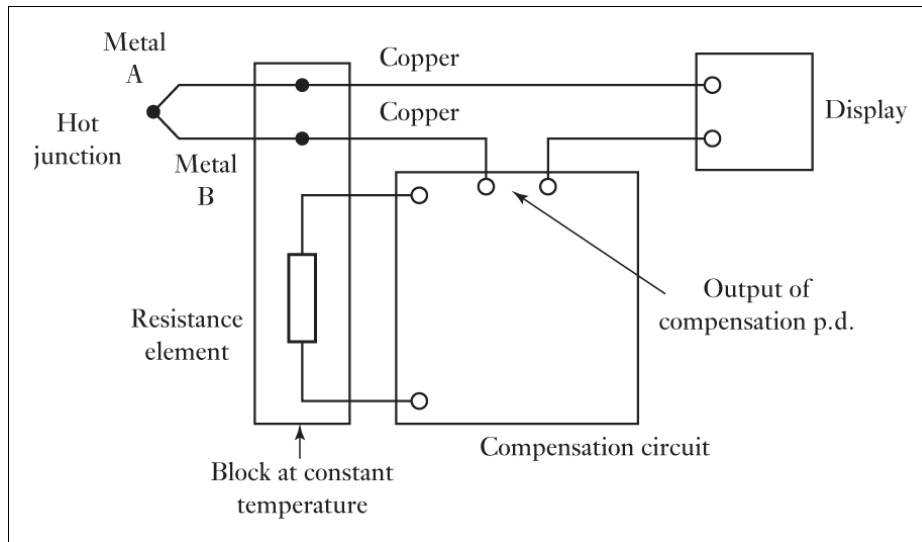 Metal
A
Copper
Copper
Display
Hot
junction
Metal
B
Resistance
element
Output of
compensation p.d.
Compensation circuit
Block at constant
temperature